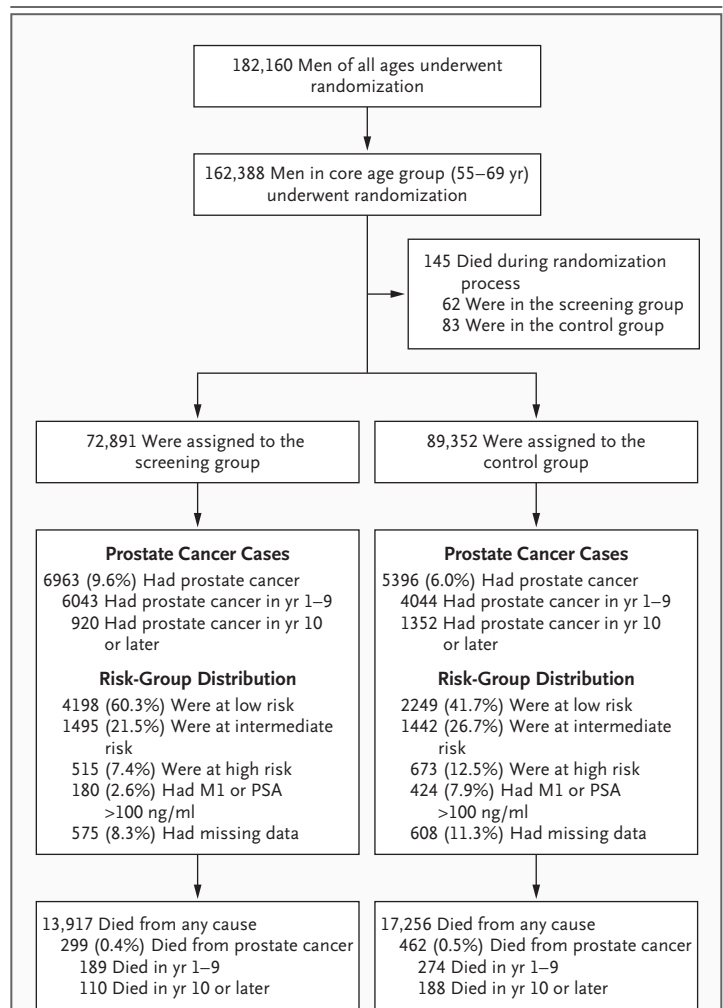 182,160 Men of all ages underwent
randomization
162,388 Men in core age group (55–69 yr)
underwent randomization
145 Died during randomization
process
62 Were in the screening group
83 Were in the control group
72,891 Were assigned to the
screening group
89,352 Were assigned to the
control group
Prostate Cancer Cases
6963 (9.6%) Had prostate cancer
6043 Had prostate cancer in yr 1–9
920 Had prostate cancer in yr 10
or later
Risk-Group Distribution
4198 (60.3%) Were at low risk
1495 (21.5%) Were at intermediate
risk
515 (7.4%) Were at high risk
180 (2.6%) Had M1 or PSA
>100 ng/ml
575 (8.3%) Had missing data
Prostate Cancer Cases
5396 (6.0%) Had prostate cancer
4044 Had prostate cancer in yr 1–9
1352 Had prostate cancer in yr 10
or later
Risk-Group Distribution
2249 (41.7%) Were at low risk
1442 (26.7%) Were at intermediate
risk
673 (12.5%) Were at high risk
424 (7.9%) Had M1 or PSA
>100 ng/ml
608 (11.3%) Had missing data
13,917 Died from any cause
299 (0.4%) Died from prostate cancer
189 Died in yr 1–9
110 Died in yr 10 or later
17,256 Died from any cause
462 (0.5%) Died from prostate cancer
274 Died in yr 1–9
188 Died in yr 10 or later